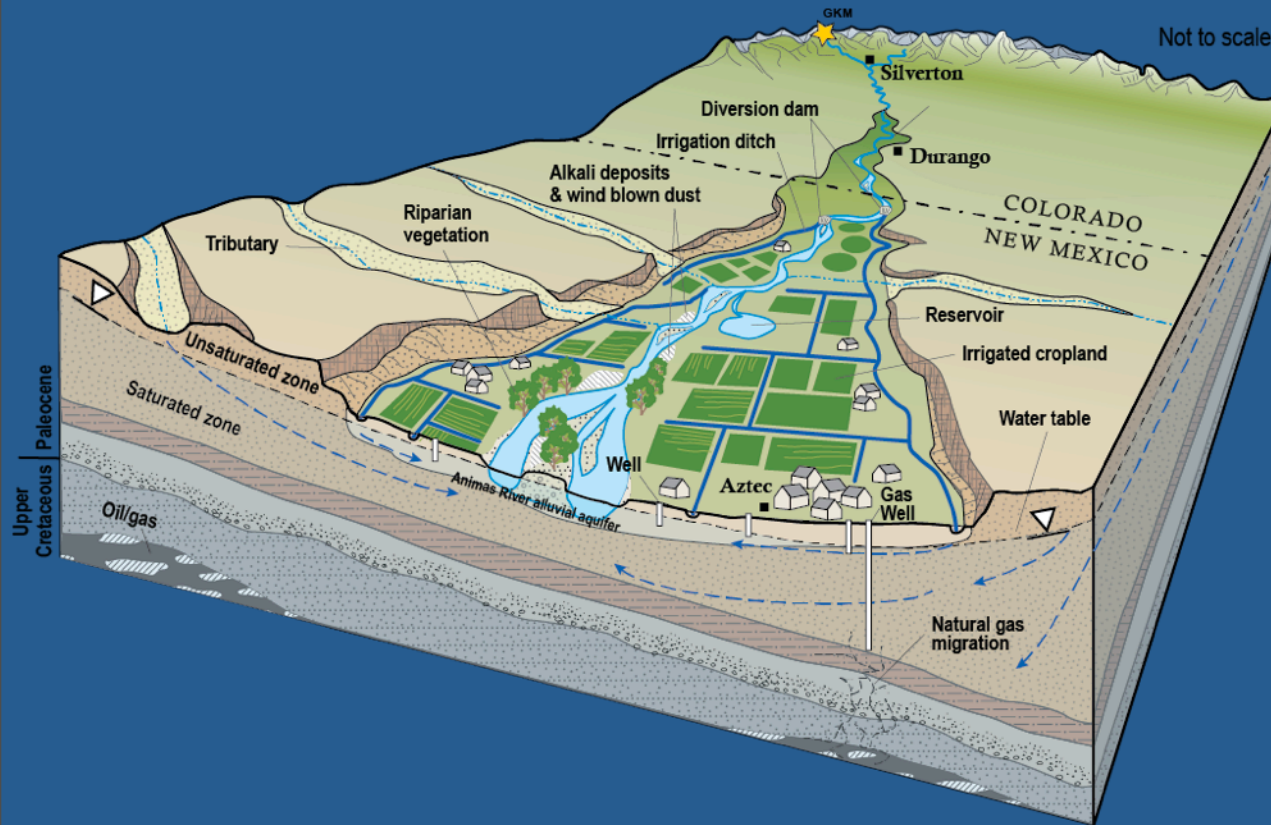 GKM
Not to scale
Silverton
Diversion dam
Irrigation ditch
Durango
Alkali deposits
& wind blown dust
COLORADO
NEW MEXICO
Riparian
vegetation
Tributary
Reservoir
Unsaturated zone
Irrigated cropland
Saturated zone
Water table
Paleocene
Upper
Cretaceous
Well
Aztec
Gas
Well
Animas River alluvial aquifer
Oil/gas
Natural gas
migration